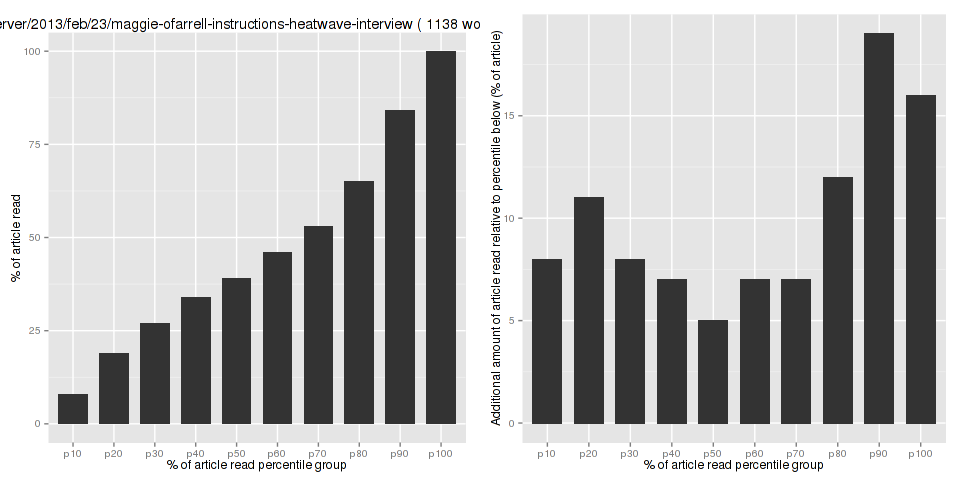 erver/2013/feb/23/maggie-ofarrell-instructions-heatwave-interview ( 1138 wo
% of article read
100
75
50
25
0
p10 p20 p30 p40 p50 p60 p70 p80 p90 p100
% of article read percentile group
Additional amount of article read relative to percentile below (% of article)
15
10
5
0
p10 p20 p30 p40 p50 p60 p70 p80 p90 p100
% of article read percentile group